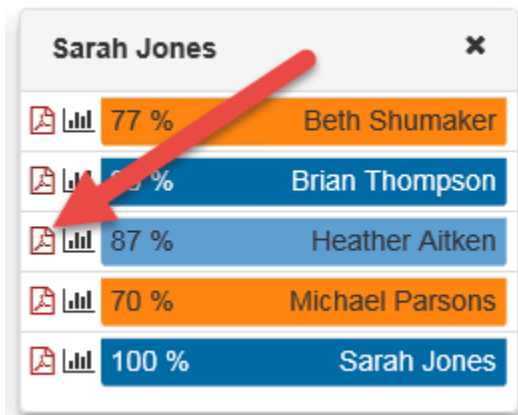 Sarah Jones ✖
77 % Beth Shumaker
% Brian Thompson
87 % Heather Aitken
70 % Michael Parsons
100 % Sarah Jones